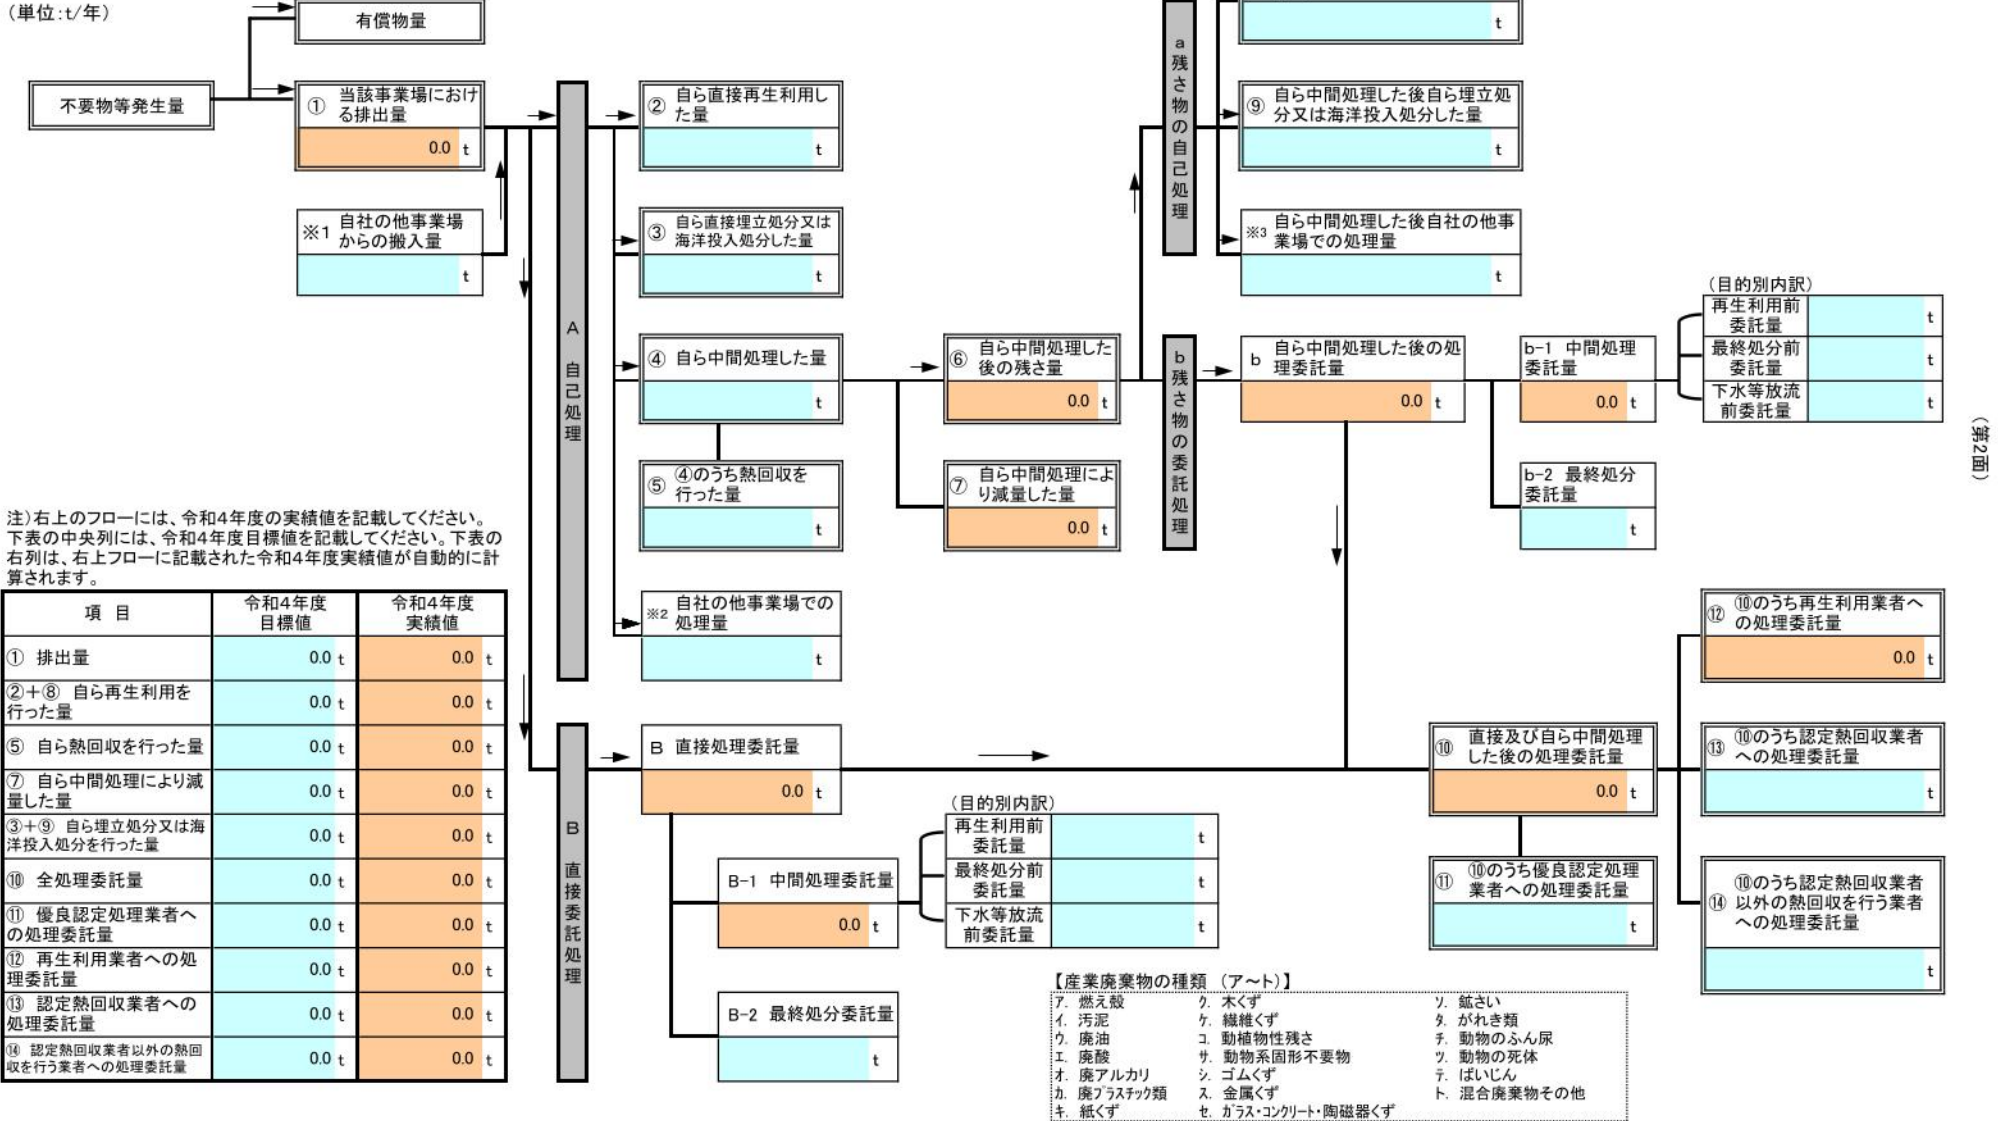 (単位:t/年)
有償物量
t
不要物等発生量
① 当該事業場におけ
る排出量
0.0 t
※1 自社の他事業場
からの搬入量
t
A 自己処理
② 自ら直接再生利用し
た量
t
③ 自ら直接埋立処分又は
海洋投入処分した量
t
④ 自ら中間処理した量
t
⑤ ④のうち熱回収を
行った量
t
※2 自社の他事業場での
処理量
t
⑥ 自ら中間処理した
後の残さ量
0.0 t
⑦ 自ら中間処理によ
り減量した量
0.0 t
a 残さ物の自己処理
⑨ 自ら中間処理した後自ら埋立処
分又は海洋投入処分した量
t
※3 自ら中間処理した後自社の他事
業場での処理量
t
b 残さ物の委託処理
b 自ら中間処理した後の処
理委託量
0.0 t
b-1 中間処理
委託量
0.0 t
(目的別内訳)
再生利用前
委託量
t
最終処分前
委託量
t
下水等放流
前委託量
t
b-2 最終処分
委託量
t
(第2面)
注)右上のフローには、令和4年度の実績値を記載してください。
下表の中央列には、令和4年度目標値を記載してください。下表の
右列は、右上フローに記載された令和4年度実績値が自動的に計
算されます。
項 目 令和4年度 令和4年度
目標値 実績値
① 排出量 0.0 t 0.0 t
②+⑧ 自ら再生利用を
行った量 0.0 t 0.0 t
⑤ 自ら熱回収を行った量 0.0 t 0.0 t
⑦ 自ら中間処理により減
量した量 0.0 t 0.0 t
③+⑨ 自ら埋立処分又は海
洋投入処分を行った量 0.0 t 0.0 t
⑩ 全処理委託量 0.0 t 0.0 t
⑪ 優良認定処理業者へ
の処理委託量 0.0 t 0.0 t
⑫ 再生利用業者への処
理委託量 0.0 t 0.0 t
⑬ 認定熱回収業者への
処理委託量 0.0 t 0.0 t
⑭ 認定熱回収業者以外の熱回
収を行う業者への処理委託量 0.0 t 0.0 t
B 直接委託処理
B 直接処理委託量
0.0 t
B-1 中間処理委託量
0.0 t
(目的別内訳)
再生利用前
委託量
t
最終処分前
委託量
t
下水等放流
前委託量
t
B-2 最終処分委託量
t
⑩ 直接及び自ら中間処理
した後の処理委託量
0.0 t
⑪ ⑩のうち優良認定処理
業者への処理委託量
t
⑫ ⑩のうち再生利用業者へ
の処理委託量
0.0 t
⑬ ⑩のうち認定熱回収業者
への処理委託量
t
⑭ ⑩のうち認定熱回収業者
以外の熱回収を行う業者
への処理委託量
t
【産業廃棄物の種類 (ア～ト)】
ア. 燃え殻 ク. 木くず ソ. 鉱さい
イ. 汚泥 ケ. 繊維くず タ. がれき類
ウ. 廃油 コ. 動植物性残さ チ. 動物のふん尿
エ. 廃酸 サ. 動物系固形不要物 ツ. 動物の死体
オ. 廃アルカリ シ. ゴムくず テ. ばいじん
カ. 廃プラスチック類 ス. 金属くず ト. 混合廃棄物その他
キ. 紙くず セ. ガラス・コンクリート・陶磁器くず